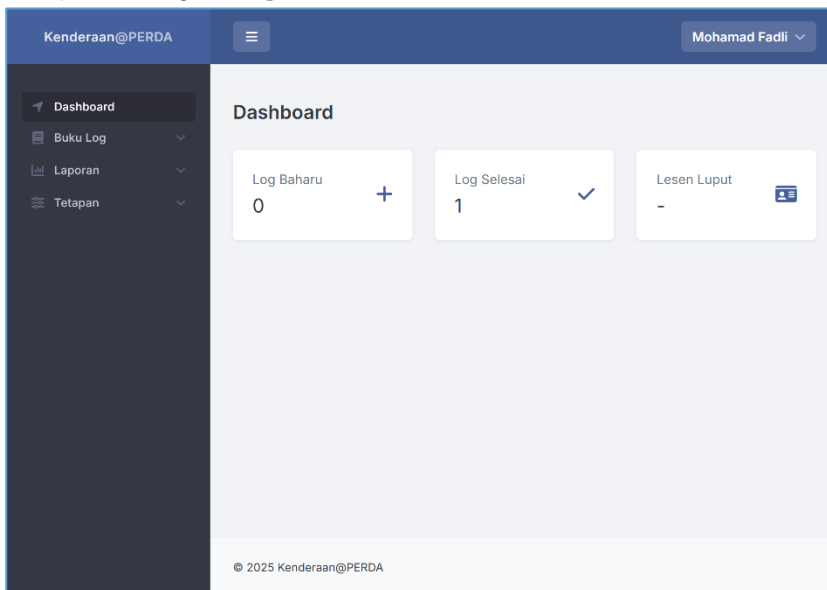 Kenderaan@PERDA
Mohamad Fadli
Dashboard
Buku Log
Laporan
Tetapan
Dashboard
Log Baharu
0
Log Selesai
1
Lesen Luput
-
© 2025 Kenderaan@PERDA